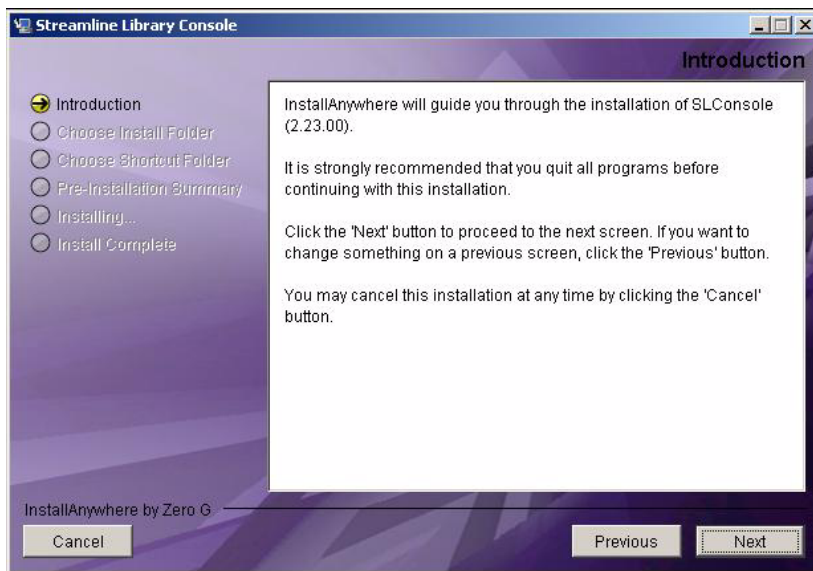 Streamline Library Console
Introduction
Introduction
Choose Install Folder
Choose Shortcut Folder
Pre-Installation Summary
Installing...
Install Complete
InstallAnywhere will guide you through the installation of SLConsole
(2.23.00).
It is strongly recommended that you quit all programs before
continuing with this installation.
Click the 'Next' button to proceed to the next screen. If you want to
change something on a previous screen, click the 'Previous' button.
You may cancel this installation at any time by clicking the 'Cancel'
button.
InstallAnywhere by Zero G
Cancel
Previous
Next